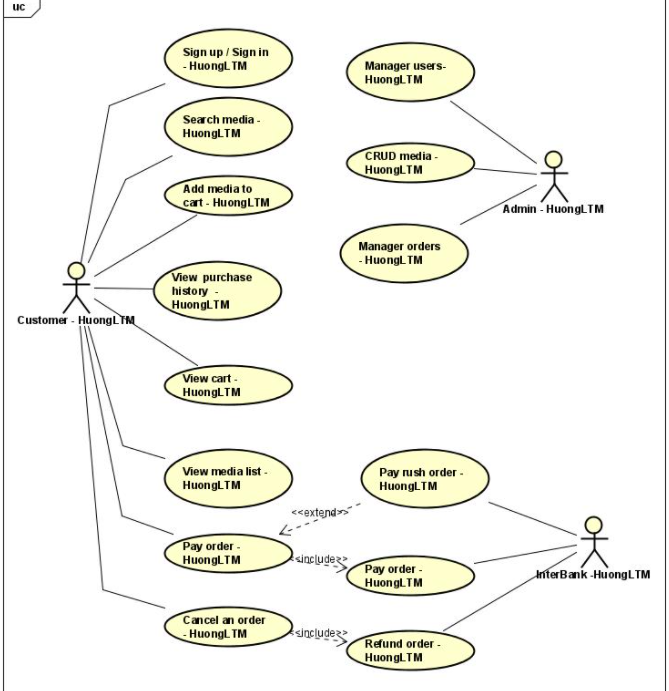 uc
Sign up / Sign in
- HuongLTM
Manager users-
HuongLTM
Search media -
HuongLTM
CRUD media -
HuongLTM
Add media to
cart - HuongLTM
Admin - HuongLTM
Manager orders
- HuongLTM
View purchase
history -
HuongLTM
Customer - HuongLTM
View cart -
HuongLTM
View media list -
HuongLTM
Pay rush order -
HuongLTM
<<extend>>
Pay order -
HuongLTM
<<include>>
Pay order -
HuongLTM
InterBank -HuongLTM
Cancel an order
- HuongLTM
<<include>>
Refund order -
HuongLTM